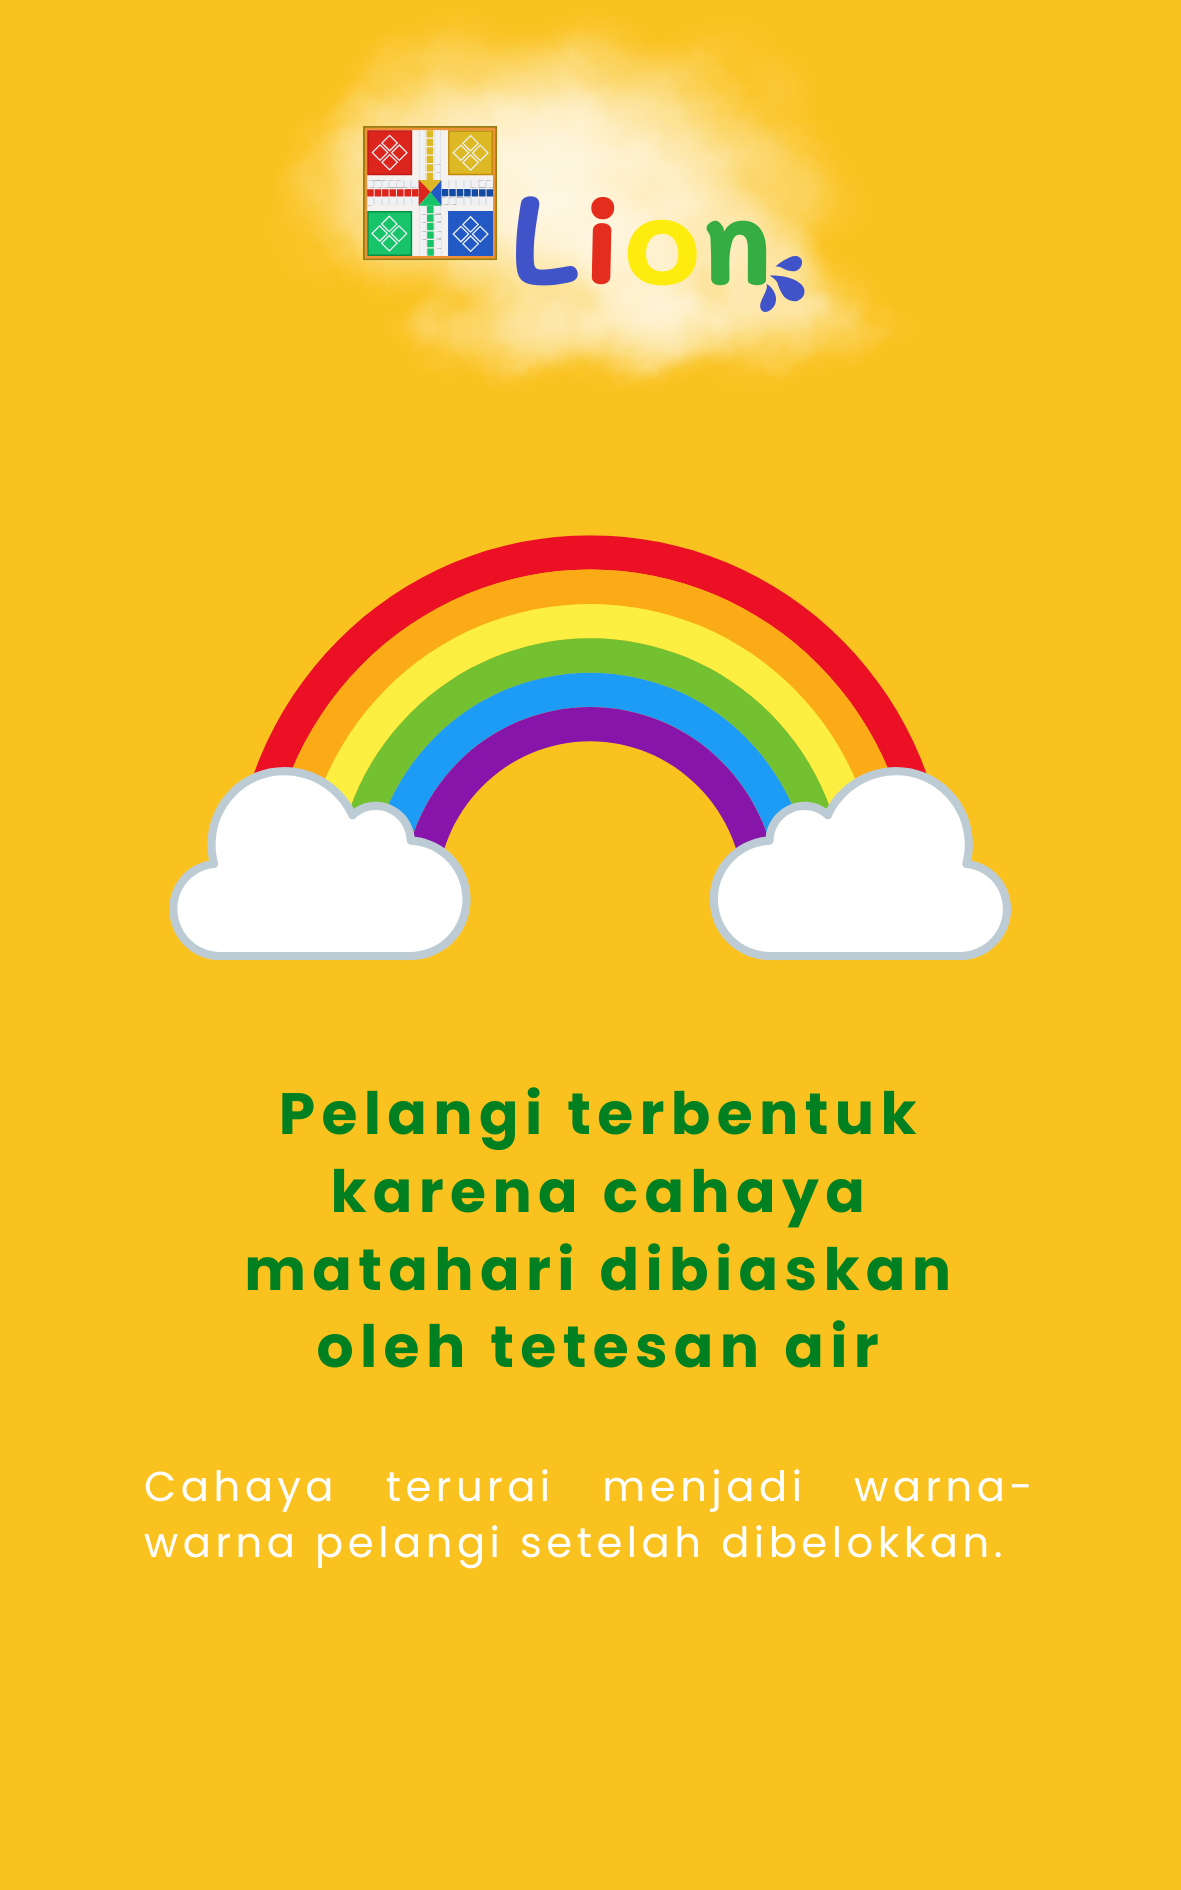 Lion
Pelangi terbentuk
karena cahaya
matahari dibiaskan
oleh tetesan air
Cahaya terurai menjadi warna-
warna pelangi setelah dibelokkan.